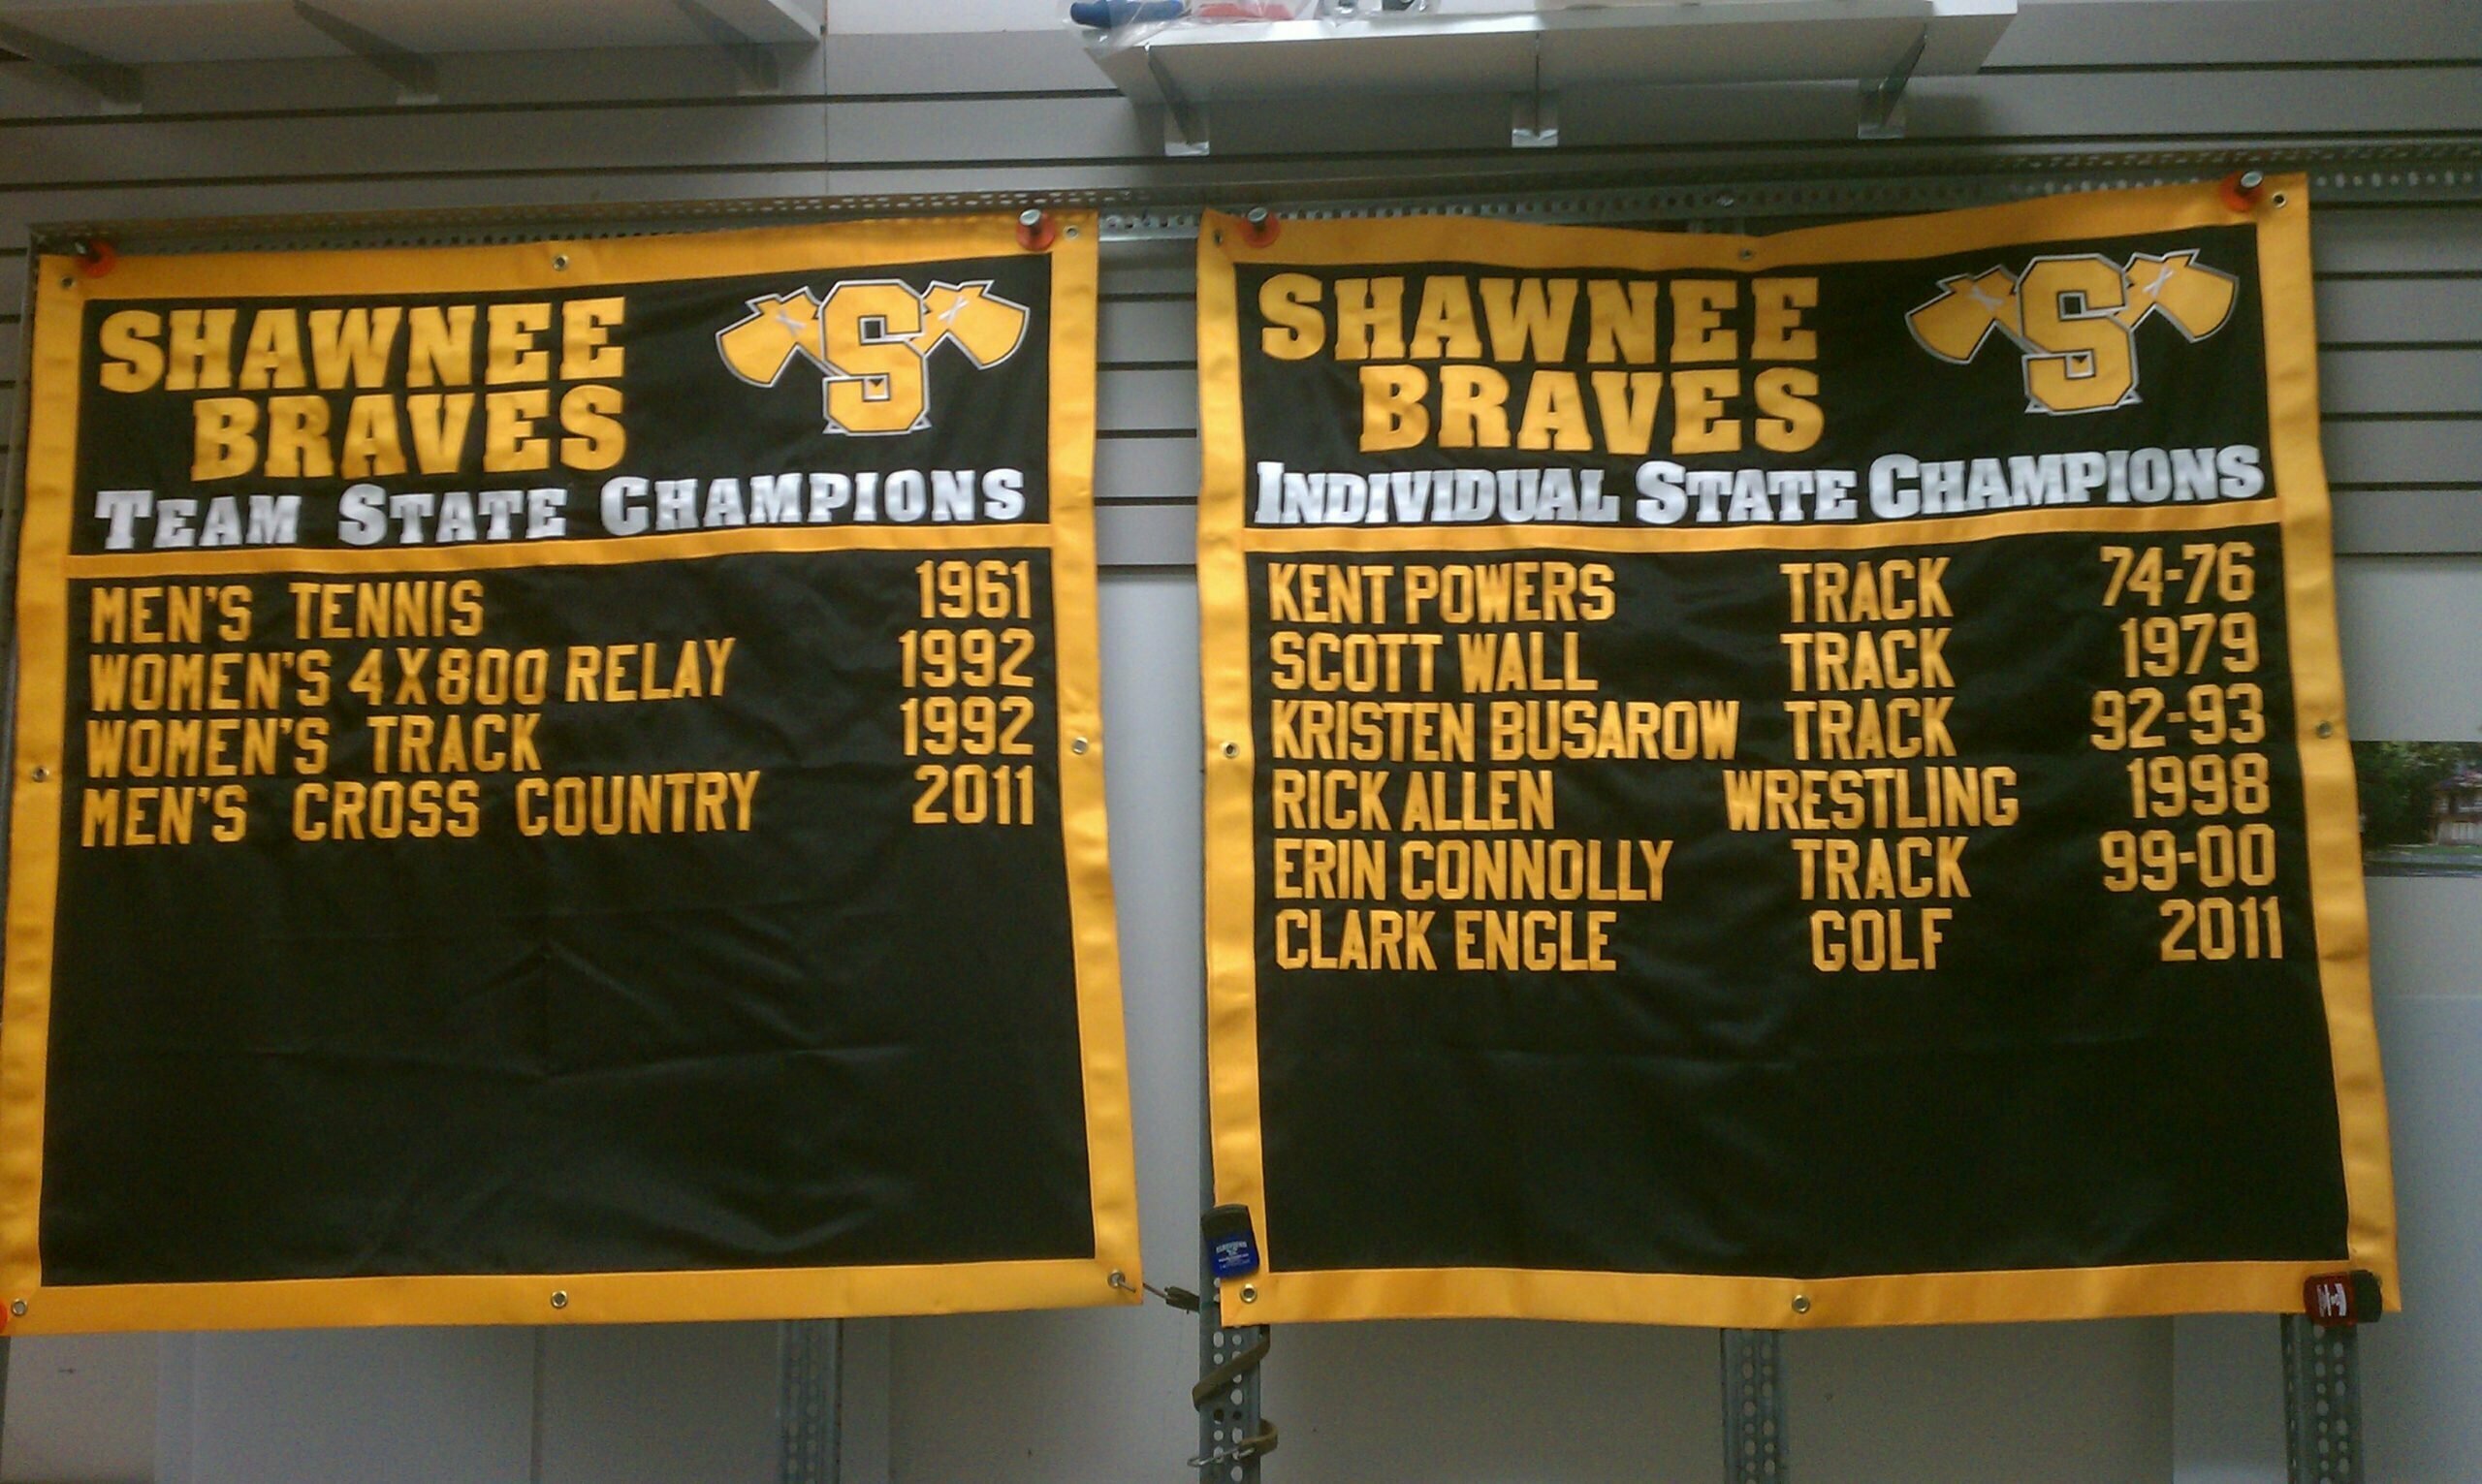 SHAWNEE
BRAVES
S
TEAM STATE CHAMPIONS
MEN'S TENNIS 1961
WOMEN'S 4X800 RELAY 1992
WOMEN'S TRACK 1992
MEN'S CROSS COUNTRY 2011
SHAWNEE
BRAVES
S
INDIVIDUAL STATE CHAMPIONS
KENT POWERS TRACK 74-76
SCOTT WALL TRACK 1979
KRISTEN BUSAROW TRACK 92-93
RICK ALLEN WRESTLING 1998
ERIN CONNOLLY TRACK 99-00
CLARK ENGLE GOLF 2011